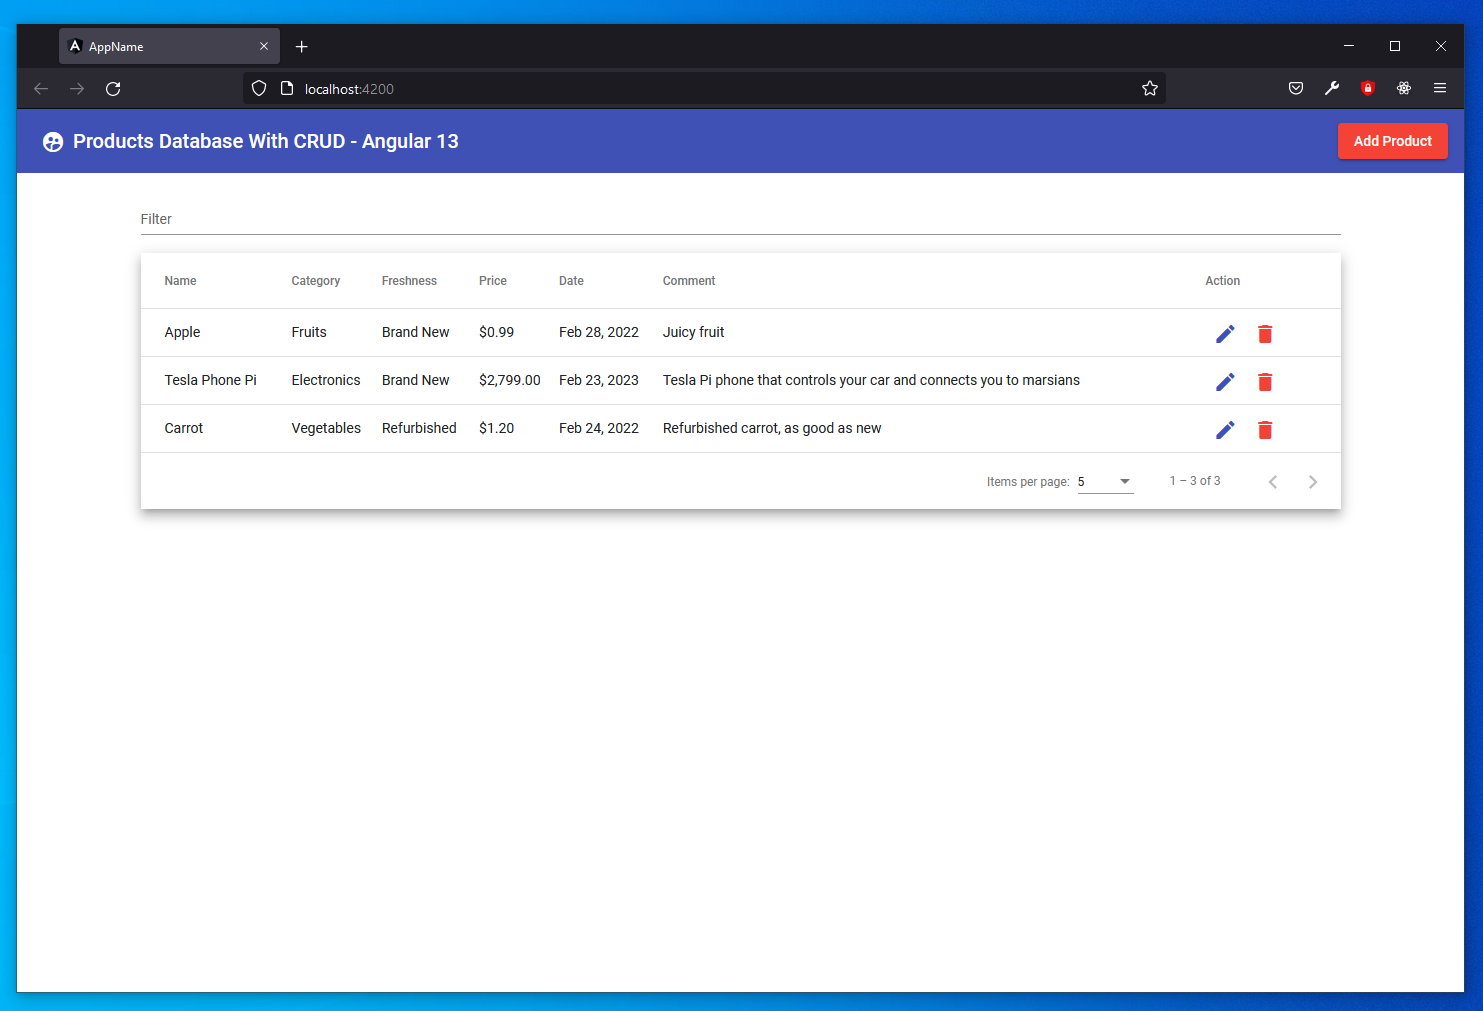 AppName
localhost:4200
Products Database With CRUD - Angular 13
Add Product
Filter
Name Category Freshness Price Date Comment Action
Apple Fruits Brand New $0.99 Feb 28, 2022 Juicy fruit
Tesla Phone Pi Electronics Brand New $2,799.00 Feb 23, 2023 Tesla Pi phone that controls your car and connects you to marsians
Carrot Vegetables Refurbished $1.20 Feb 24, 2022 Refurbished carrot, as good as new
Items per page: 5 1 – 3 of 3